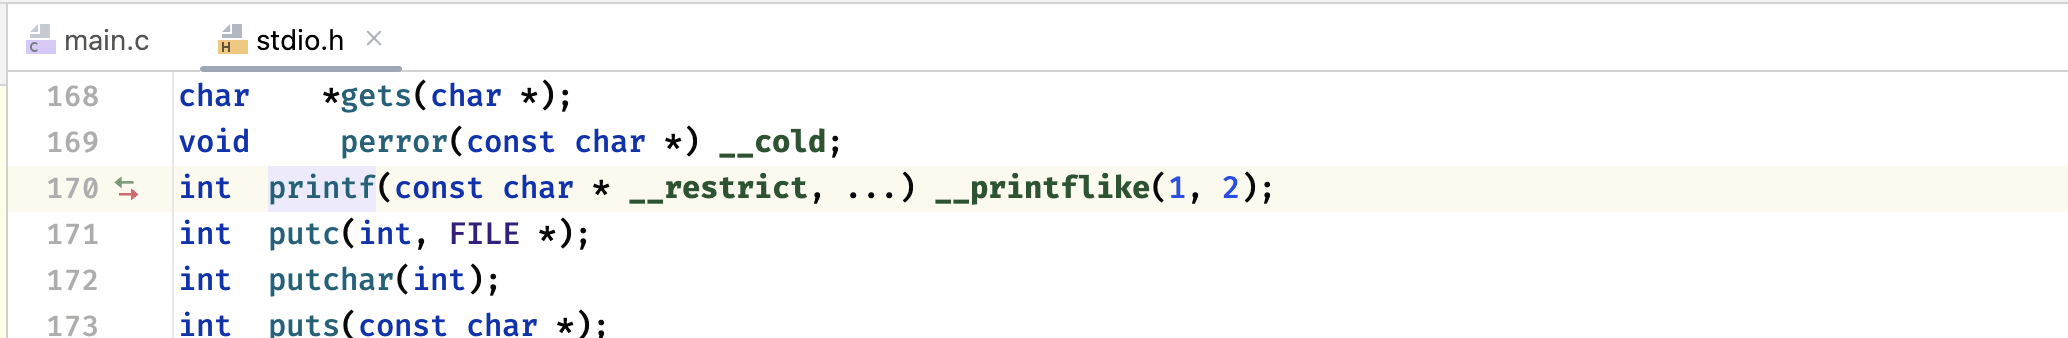 C main.c H stdio.h ×
168 char *gets(char *);
169 void perror(const char *) __cold;
170 int printf(const char * __restrict, ...) __printflike(1, 2);
171 int putc(int, FILE *);
172 int putchar(int);
173 int puts(const char *);